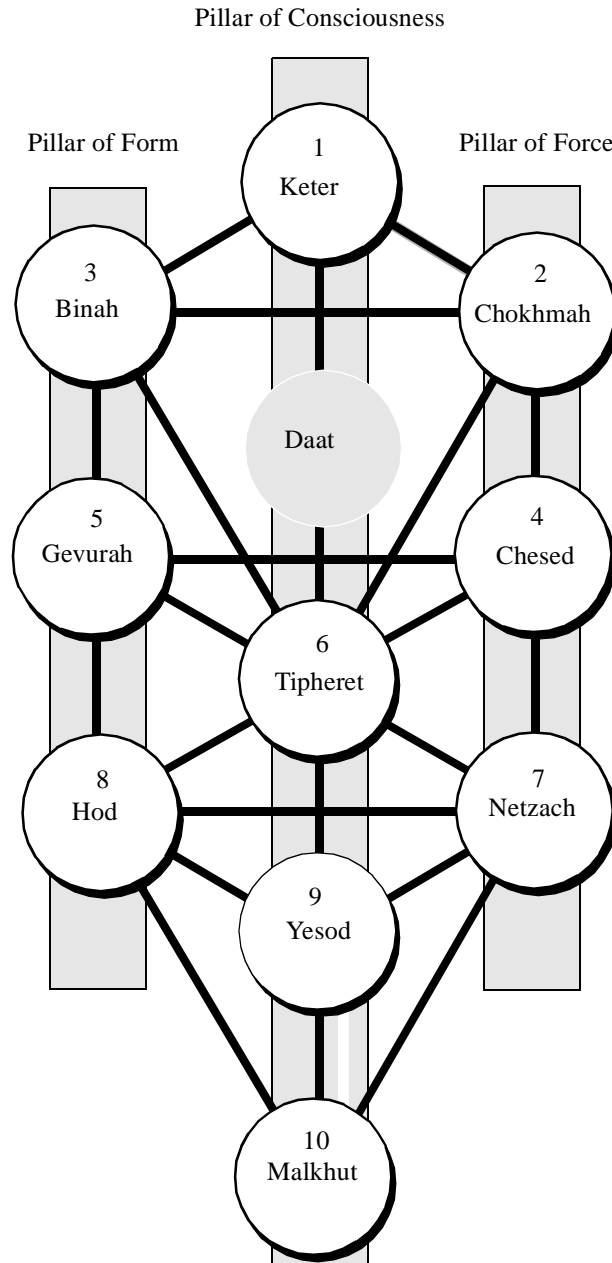 Pillar of Consciousness
Pillar of Form
Pillar of Force
1
Keter
3
Binah
2
Chokhmah
Daat
5
Gevurah
4
Chesed
6
Tipheret
8
Hod
7
Netzach
9
Yesod
10
Malkhut